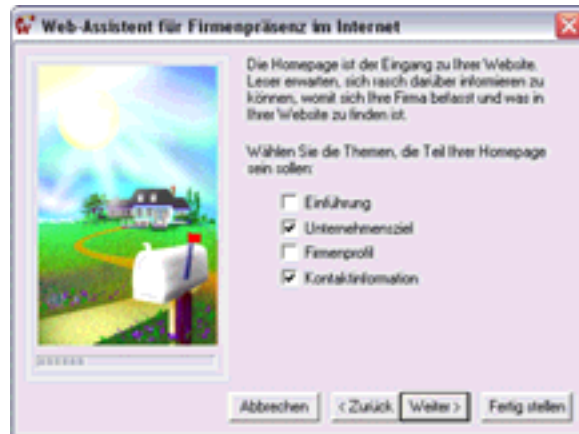 Web-Assistent für Firmenpräsenz im Internet
Die Homepage ist der Eingang zu Ihrer Website.
Leser erwarten, sich rasch darüber informieren zu
können, womit sich Ihre Firma befasst und was in
Ihrer Website zu finden ist.
Wählen Sie die Themen, die Teil Ihrer Homepage
sein sollen:
Einführung
Unternehmensziel
Firmenprofil
Kontaktinformation
Abbrechen
< Zurück
Weiter >
Fertig stellen